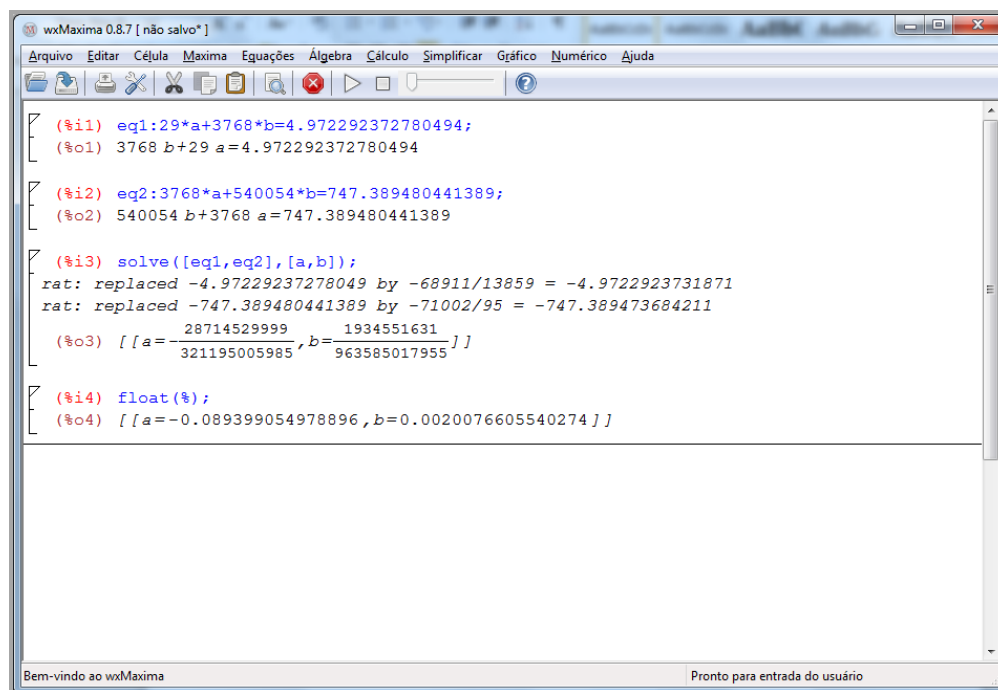 wxMaxima 0.8.7 [ não salvo* ]
Arquivo Editar Célula Maxima Equações Álgebra Cálculo Simplificar Gráfico Numérico Ajuda
(%i1) eq1:29*a+3768*b=4.972292372780494;
(%o1) 3768 b+29 a=4.972292372780494
(%i2) eq2:3768*a+540054*b=747.389480441389;
(%o2) 540054 b+3768 a=747.389480441389
(%i3) solve([eq1,eq2],[a,b]);
rat: replaced -4.97229237278049 by -68911/13859 = -4.9722923731871
rat: replaced -747.389480441389 by -71002/95 = -747.389473684211
(%o3) [[a=-28714529999/321195005985,b=1934551631/963585017955]]
(%i4) float(%);
(%o4) [[a=-0.089399054978896,b=0.0020076605540274]]
Bem-vindo ao wxMaxima Pronto para entrada do usuário